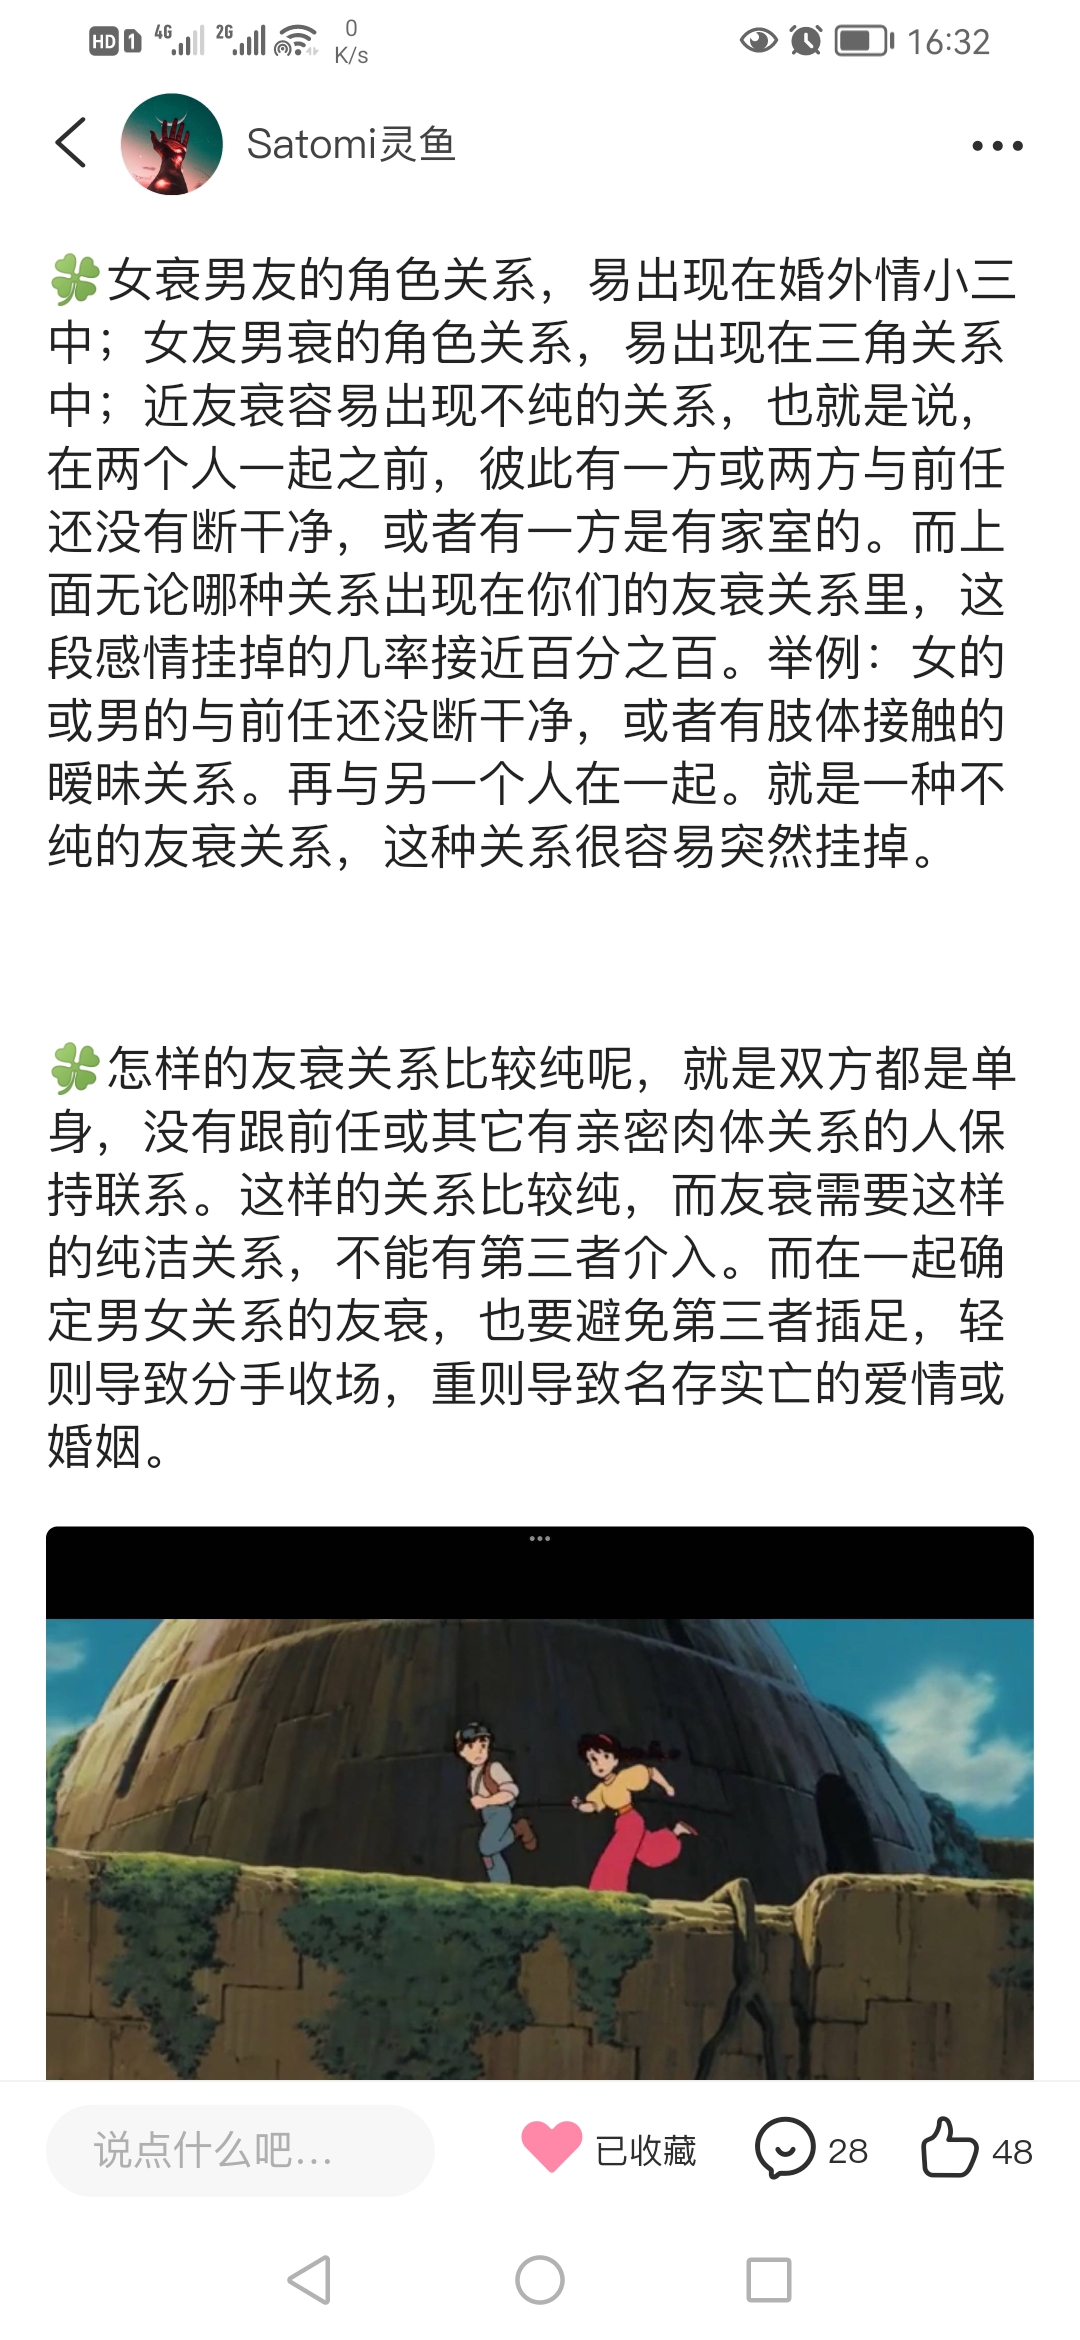 HD 1 4G 2G 0 K/s 16:32
Satomi灵鱼
🍀女衰男友的角色关系，易出现在婚外情小三
中；女友男衰的角色关系，易出现在三角关系
中；近友衰容易出现不纯的关系，也就是说，
在两个人一起之前，彼此有一方或两方与前任
还没有断干净，或者有一方是有家室的。而上
面无论哪种关系出现在你们的友衰关系里，这
段感情挂掉的几率接近百分之百。举例：女的
或男的与前任还没断干净，或者有肢体接触的
暧昧关系。再与另一个人在一起。就是一种不
纯的友衰关系，这种关系很容易突然挂掉。
🍀怎样的友衰关系比较纯呢，就是双方都是单
身，没有跟前任或其它有亲密肉体关系的人保
持联系。这样的关系比较纯，而友衰需要这样
的纯洁关系，不能有第三者介入。而在一起确
定男女关系的友衰，也要避免第三者插足，轻
则导致分手收场，重则导致名存实亡的爱情或
婚姻。
说点什么吧... 已收藏 28 48